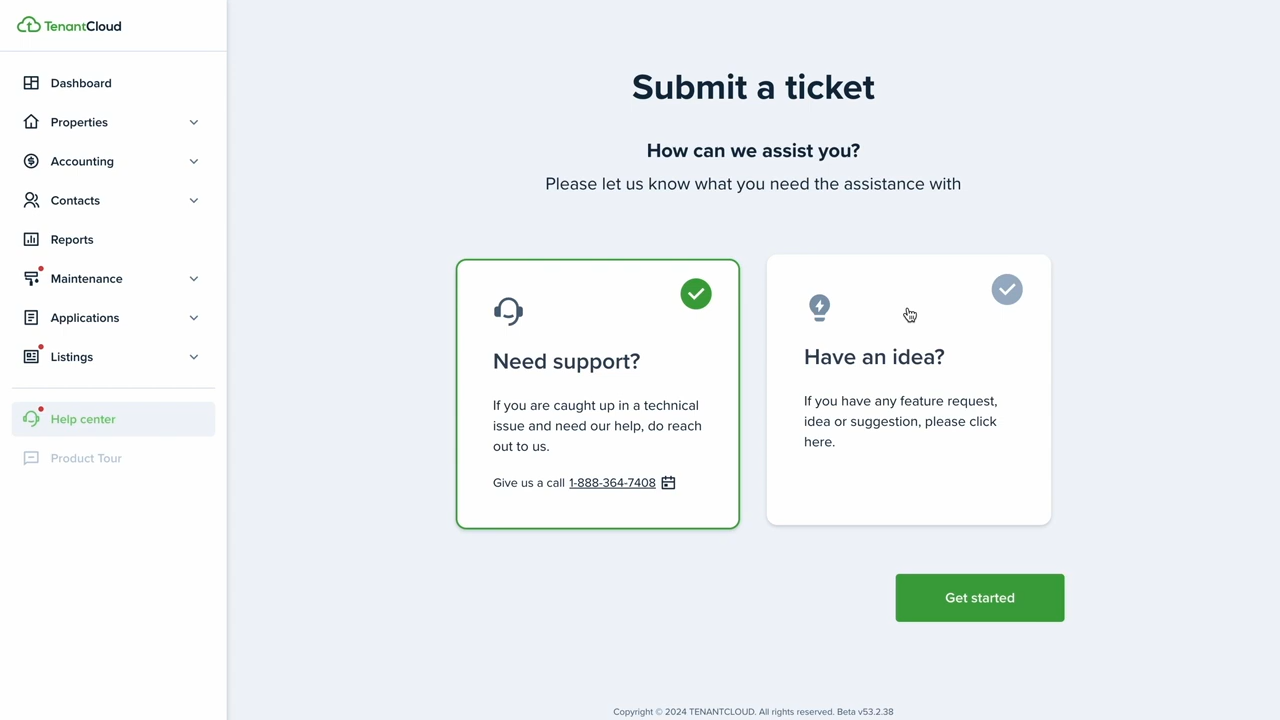 TenantCloud
Dashboard
Properties
Accounting
Contacts
Reports
Maintenance
Applications
Listings
Help center
Product Tour
Submit a ticket
How can we assist you?
Please let us know what you need the assistance with
Need support?
If you are caught up in a technical
issue and need our help, do reach
out to us.
Give us a call 1-888-364-7408
Have an idea?
If you have any feature request,
idea or suggestion, please click
here.
Get started
Copyright © 2024 TENANTCLOUD. All rights reserved. Beta v53.2.38